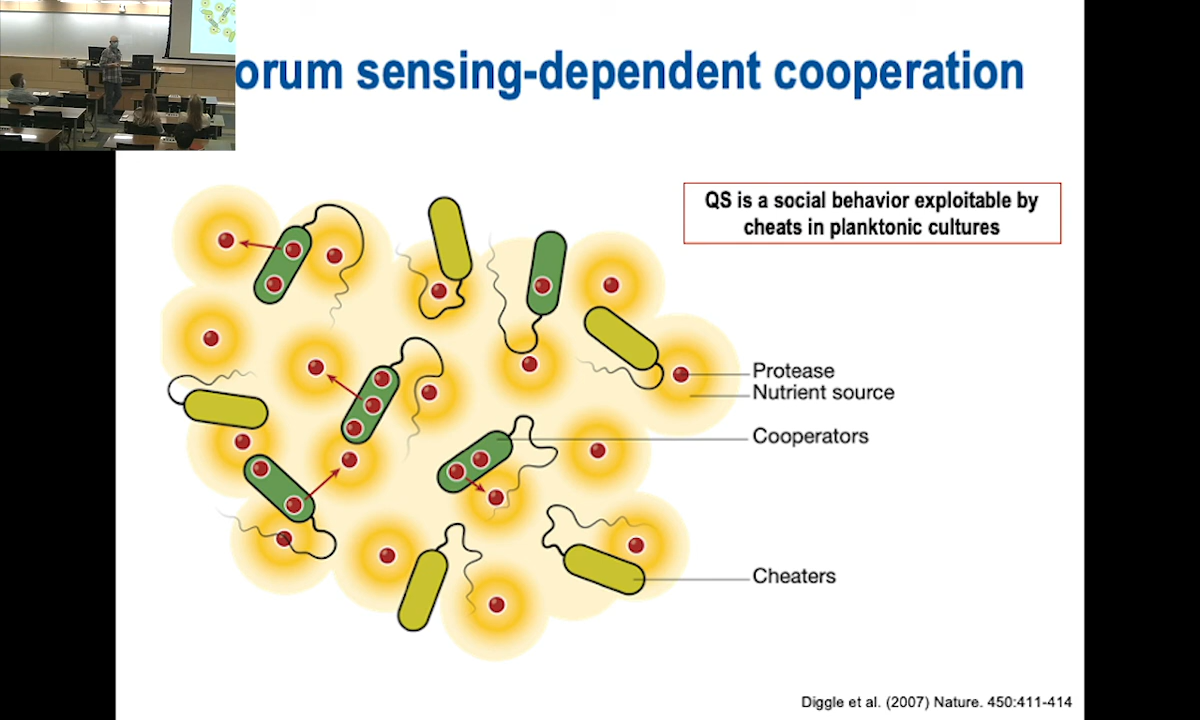 orum sensing-dependent cooperation
QS is a social behavior exploitable by
cheats in planktonic cultures
Protease
Nutrient source
Cooperators
Cheaters
Diggle et al. (2007) Nature. 450:411-414